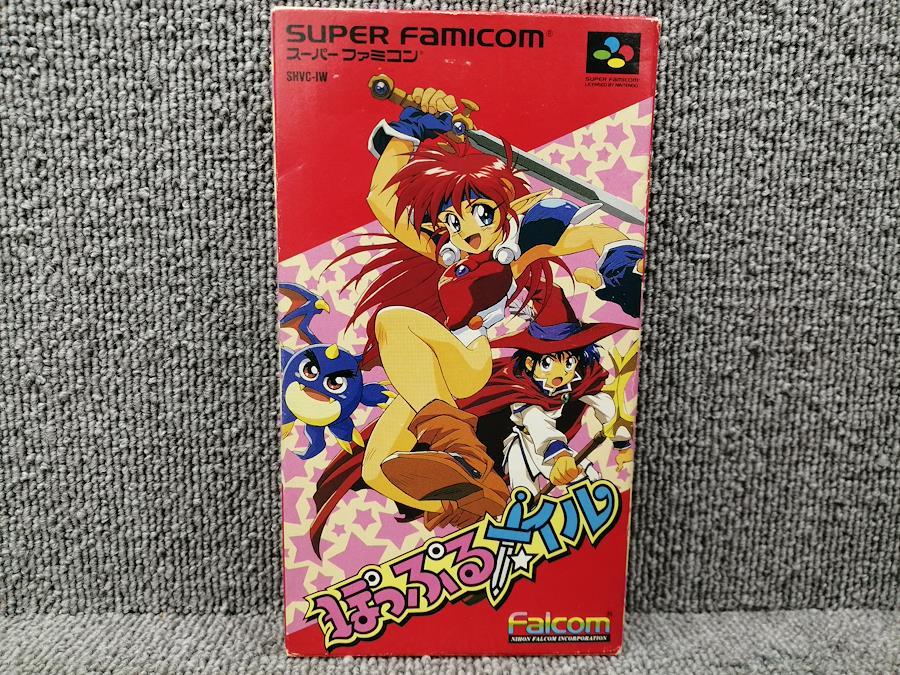 SUPER FAMICOM®
スーパーファミコン®
SHVC-IW
SUPER FAMICOM
LICENSED BY NINTENDO
ぽっぷるメイル
Falcom®
NIHON FALCOM INCORPORATION